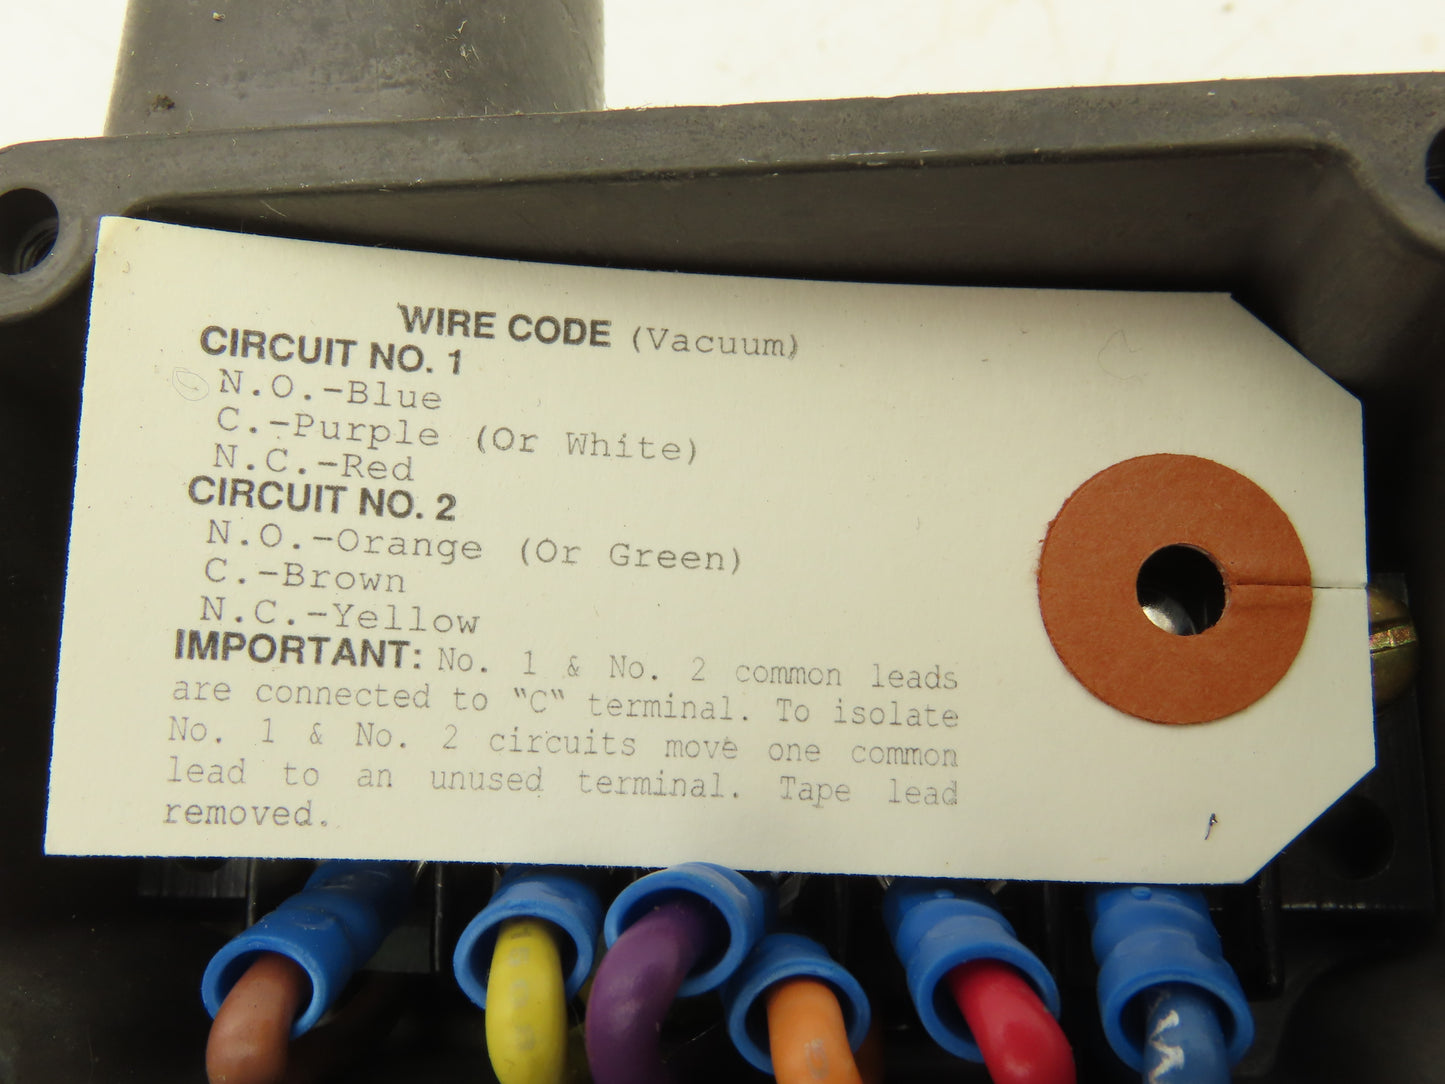 WIRE CODE (Vacuum)
CIRCUIT NO. 1
N.O.-Blue
C.-Purple (Or White)
N.C.-Red
CIRCUIT NO. 2
N.O.-Orange (Or Green)
C.-Brown
N.C.-Yellow
IMPORTANT: No. 1 & No. 2 common leads
are connected to "C" terminal. To isolate
No. 1 & No. 2 circuits move one common
lead to an unused terminal. Tape lead
removed.